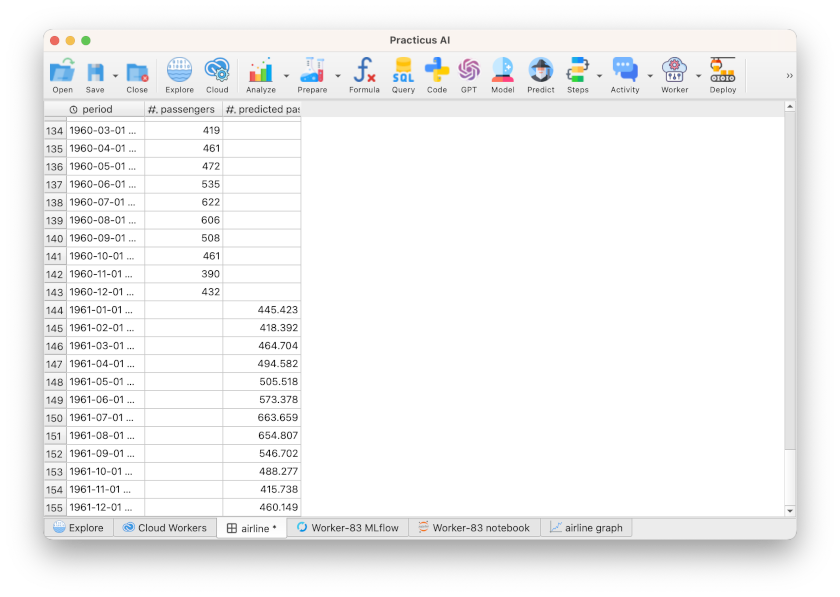 Practicus AI
Open Save Close Explore Cloud Analyze Prepare Formula Query Code GPT Model Predict Steps Activity Worker Deploy
period #, passengers #, predicted pas
134 1960-03-01 ... 419
135 1960-04-01 ... 461
136 1960-05-01 ... 472
137 1960-06-01 ... 535
138 1960-07-01 ... 622
139 1960-08-01 ... 606
140 1960-09-01 ... 508
141 1960-10-01 ... 461
142 1960-11-01 ... 390
143 1960-12-01 ... 432
144 1961-01-01 ... 445.423
145 1961-02-01 ... 418.392
146 1961-03-01 ... 464.704
147 1961-04-01 ... 494.582
148 1961-05-01 ... 505.518
149 1961-06-01 ... 573.378
150 1961-07-01 ... 663.659
151 1961-08-01 ... 654.807
152 1961-09-01 ... 546.702
153 1961-10-01 ... 488.277
154 1961-11-01 ... 415.738
155 1961-12-01 ... 460.149
Explore Cloud Workers airline * Worker-83 MLflow Worker-83 notebook airline graph